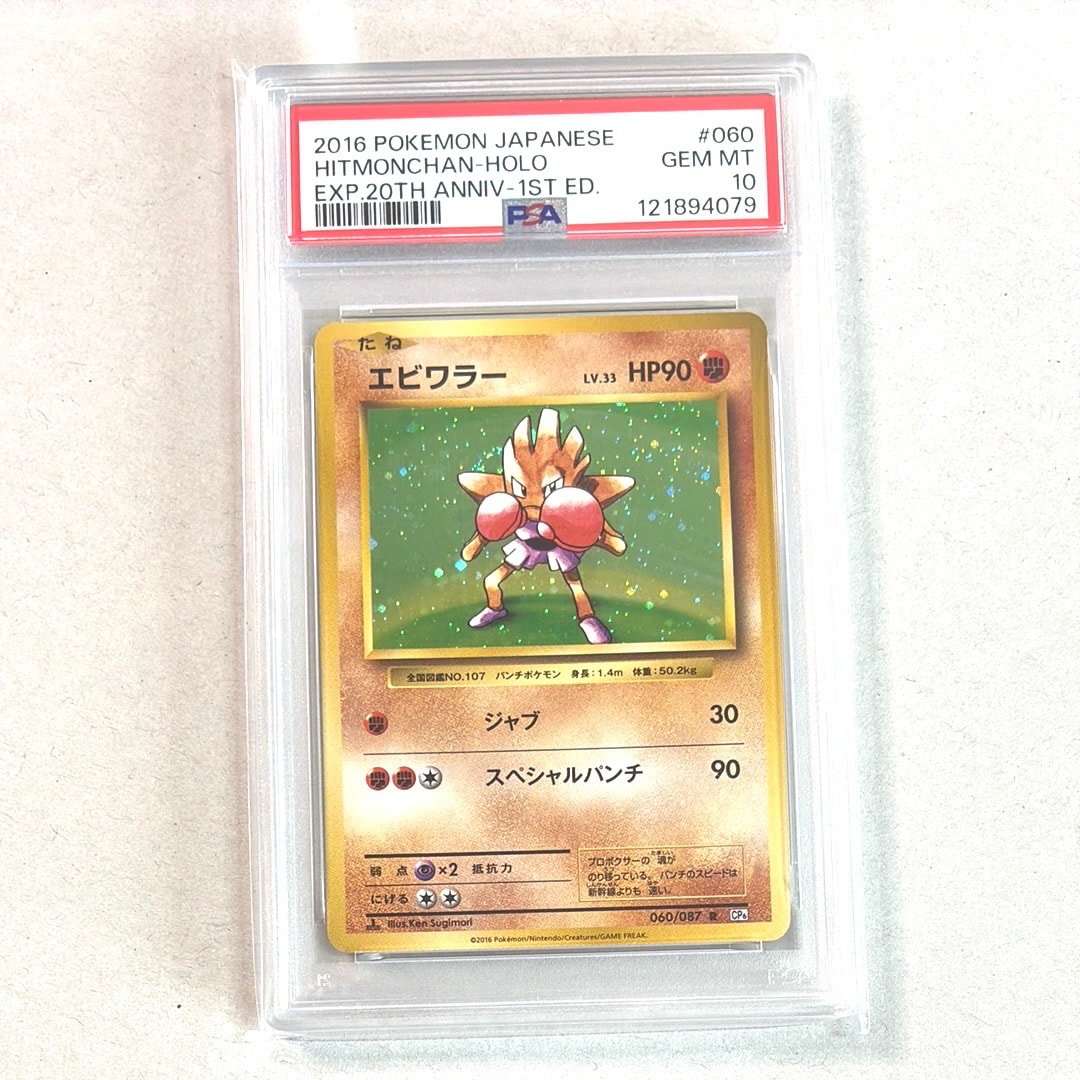 2016 POKEMON JAPANESE #060
HITMONCHAN-HOLO GEM MT
EXP.20TH ANNIV-1ST ED. 10
PSA 121894079
たね
エビワラー LV.33 HP90
全国図鑑NO.107 パンチポケモン 身長:1.4m 体重:50.2kg
ジャブ 30
スペシャルパンチ 90
弱点 ×2 抵抗力
にげる
プロボクサーの 魂が
のり移っている。パンチのスピードは
新幹線よりも 速い。
illus.Ken Sugimori 060/087 R CP6
©2016 Pokémon/Nintendo/Creatures/GAME FREAK.